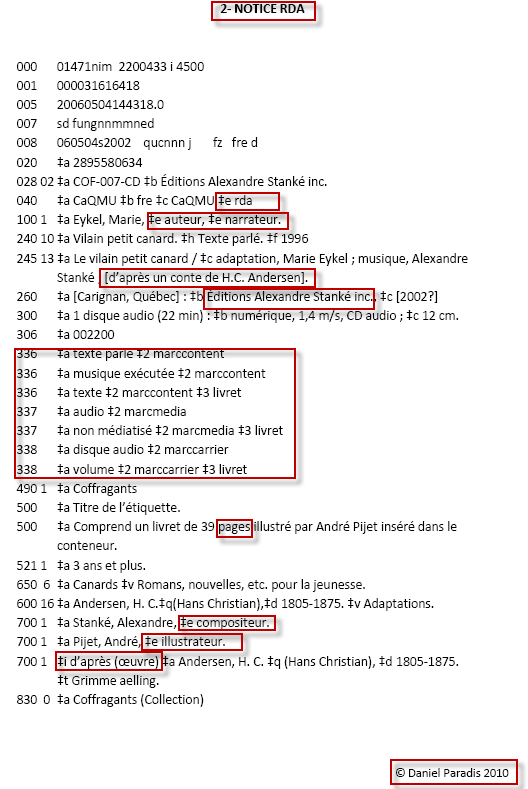 2- NOTICE RDA
000 01471nim 2200433 i 4500
001 000031616418
005 20060504144318.0
007 sd fungnnmmned
008 060504s2002 qucnnn j fz fre d
020 ‡a 2895580634
028 02 ‡a COF-007-CD ‡b Éditions Alexandre Stanké inc.
040 ‡a CaQMU ‡b fre ‡c CaQMU ‡e rda
100 1 ‡a Eykel, Marie, ‡e auteur, ‡e narrateur.
240 10 ‡a Vilain petit canard. ‡h Texte parlé. ‡f 1996
245 13 ‡a Le vilain petit canard / ‡c adaptation, Marie Eykel ; musique, Alexandre
Stanké ; [d’après un conte de H.C. Andersen].
260 ‡a [Carignan, Québec] : ‡b Éditions Alexandre Stanké inc., ‡c [2002?]
300 ‡a 1 disque audio (22 min) : ‡b numérique, 1,4 m/s, CD audio ; ‡c 12 cm.
306 ‡a 002200
336 ‡a texte parlé ‡2 marccontent
336 ‡a musique exécutée ‡2 marccontent
336 ‡a texte ‡2 marccontent ‡3 livret
337 ‡a audio ‡2 marcmedia
337 ‡a non médiatisé ‡2 marcmedia ‡3 livret
338 ‡a disque audio ‡2 marccarrier
338 ‡a volume ‡2 marccarrier ‡3 livret
490 1 ‡a Coffragants
500 ‡a Titre de l’étiquette.
500 ‡a Comprend un livret de 39 pages illustré par André Pijet inséré dans le
conteneur.
521 1 ‡a 3 ans et plus.
650 6 ‡a Canards ‡v Romans, nouvelles, etc. pour la jeunesse.
600 16 ‡a Andersen, H. C.‡q(Hans Christian),‡d 1805-1875. ‡v Adaptations.
700 1 ‡a Stanké, Alexandre, ‡e compositeur.
700 1 ‡a Pijet, André, ‡e illustrateur.
700 1 ‡i d’après (œuvre) ‡a Andersen, H. C. ‡q (Hans Christian), ‡d 1805-1875.
‡t Grimme aelling.
830 0 ‡a Coffragants (Collection)
© Daniel Paradis 2010